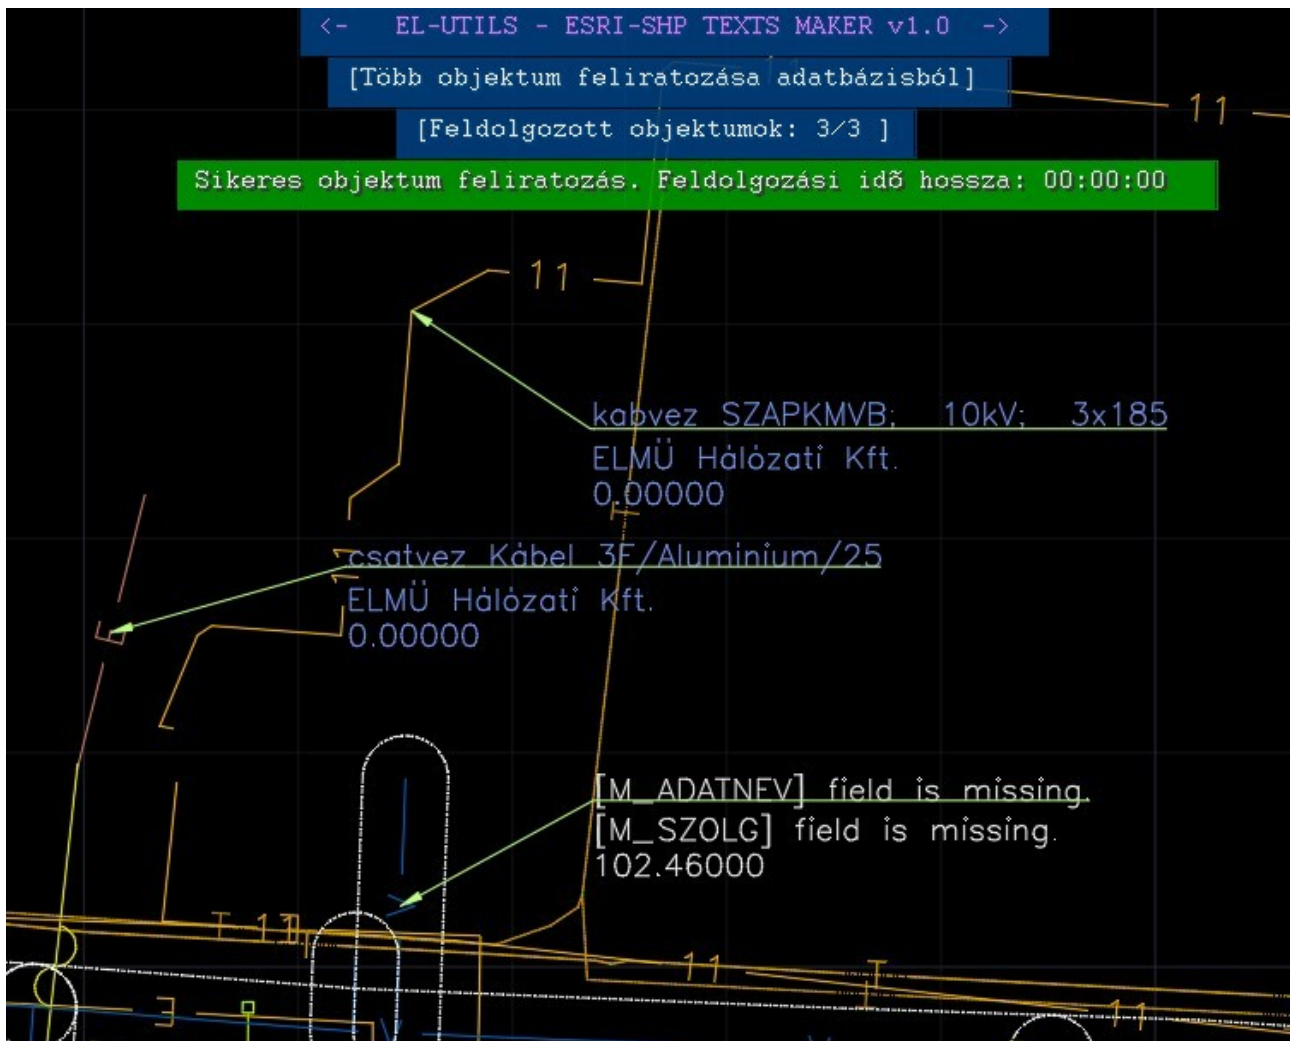 <- EL-UTILS - ESRI-SHP TEXTS MAKER v1.0 ->
[Több objektum feliratozása adatbázisból]
[Feldolgozott objektumok: 3/3 ]
Sikeres objektum feliratozás. Feldolgozási idő hossza: 00:00:00
11
11
kabvez SZAPKMVB; 10kV; 3x185
ELMÜ Hálózati Kft.
0.00000
T
csatvez Kábel 3F/Aluminium/25
11
ELMÜ Hálózati Kft.
0.00000
[M_ADATNEV] field is missing.
[M_SZOLG] field is missing.
102.46000
T 11 T
11 T
3 V T 11